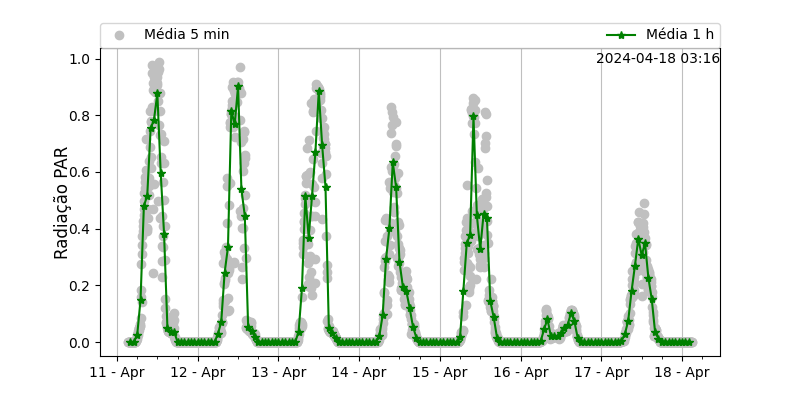 Média 5 min
Média 1 h
2024-04-18 03:16
Radiação PAR
1.0
0.8
0.6
0.4
0.2
0.0
11 - Apr
12 - Apr
13 - Apr
14 - Apr
15 - Apr
16 - Apr
17 - Apr
18 - Apr